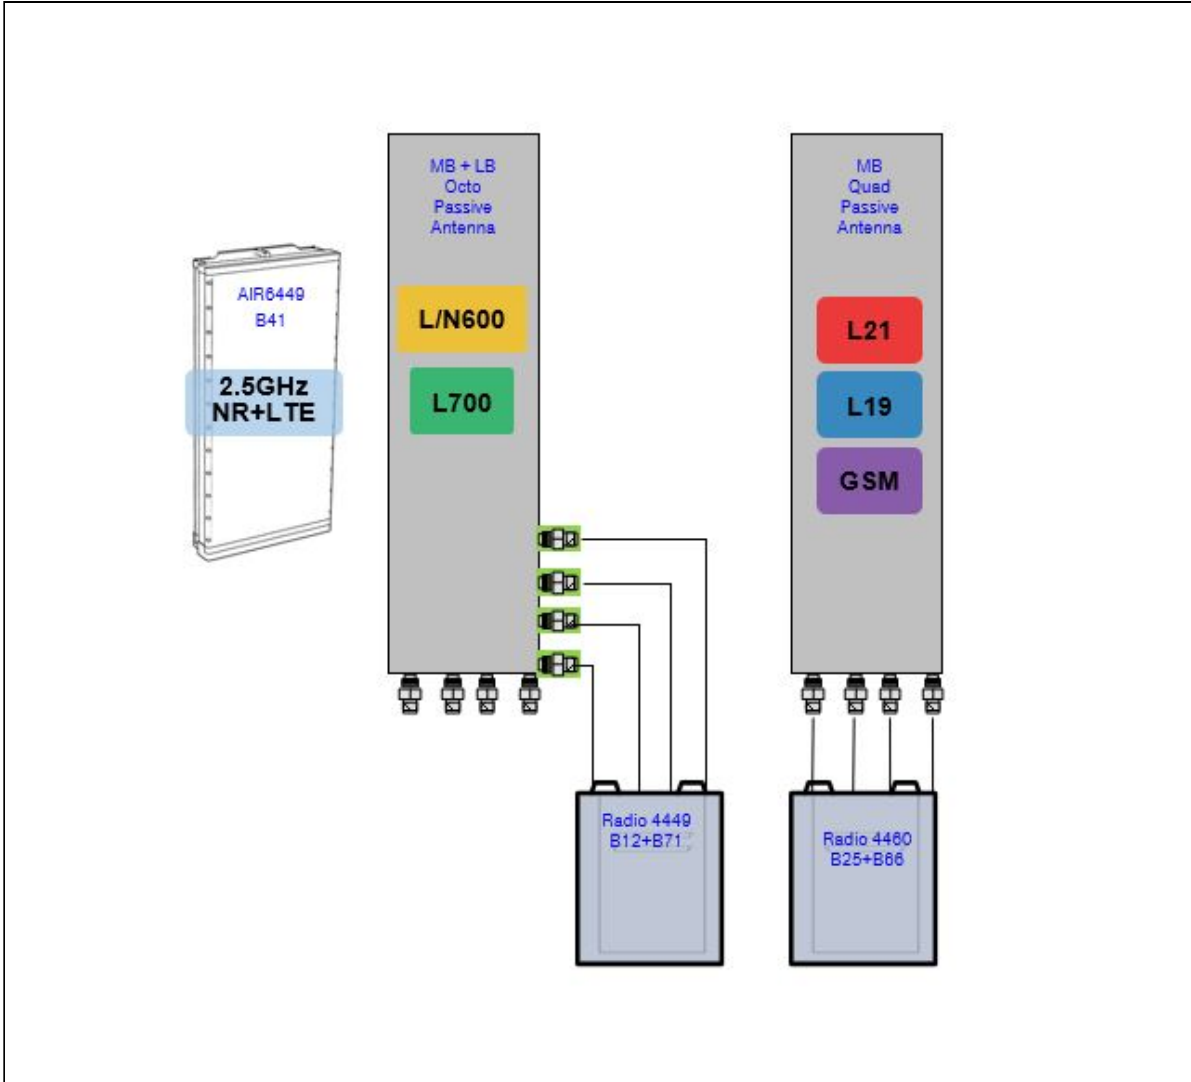 AIR6449
B41
2.5GHz
NR+LTE
MB + LB
Octo
Passive
Antenna
L/N600
L700
MB
Quad
Passive
Antenna
L21
L19
GSM
Radio 4449
B12+B71
Radio 4460
B25+B66